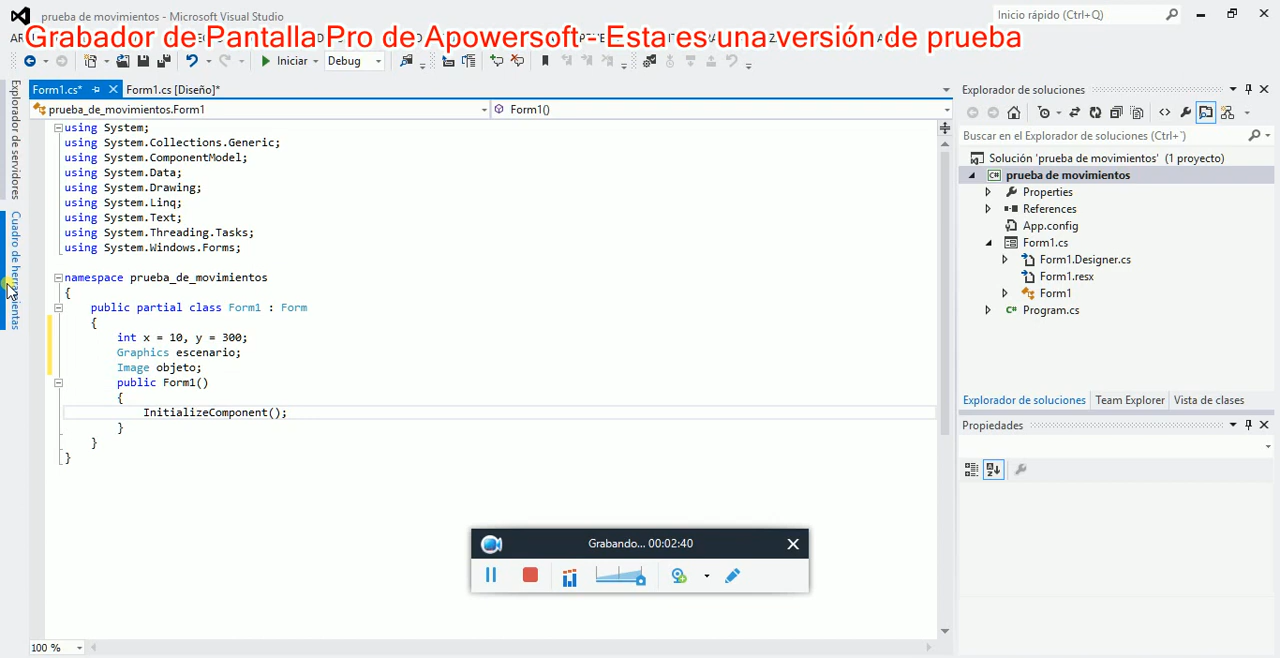 prueba de movimientos - Microsoft Visual Studio
Inicio rápido (Ctrl+Q)
Grabador de Pantalla Pro de Apowersoft - Esta es una versión de prueba
Iniciar
Debug
Form1.cs*
Form1.cs [Diseño]*
prueba_de_movimientos.Form1
Form1()
Explorador de servidores
Cuadro de herramientas
using System;
using System.Collections.Generic;
using System.ComponentModel;
using System.Data;
using System.Drawing;
using System.Linq;
using System.Text;
using System.Threading.Tasks;
using System.Windows.Forms;
namespace prueba_de_movimientos
{
public partial class Form1 : Form
{
int x = 10, y = 300;
Graphics escenario;
Image objeto;
public Form1()
{
InitializeComponent();
}
}
}
100 %
Grabando... 00:02:40
Explorador de soluciones
Buscar en el Explorador de soluciones (Ctrl+´)
Solución 'prueba de movimientos' (1 proyecto)
prueba de movimientos
Properties
References
App.config
Form1.cs
Form1.Designer.cs
Form1.resx
Form1
Program.cs
Explorador de soluciones
Team Explorer
Vista de clases
Propiedades